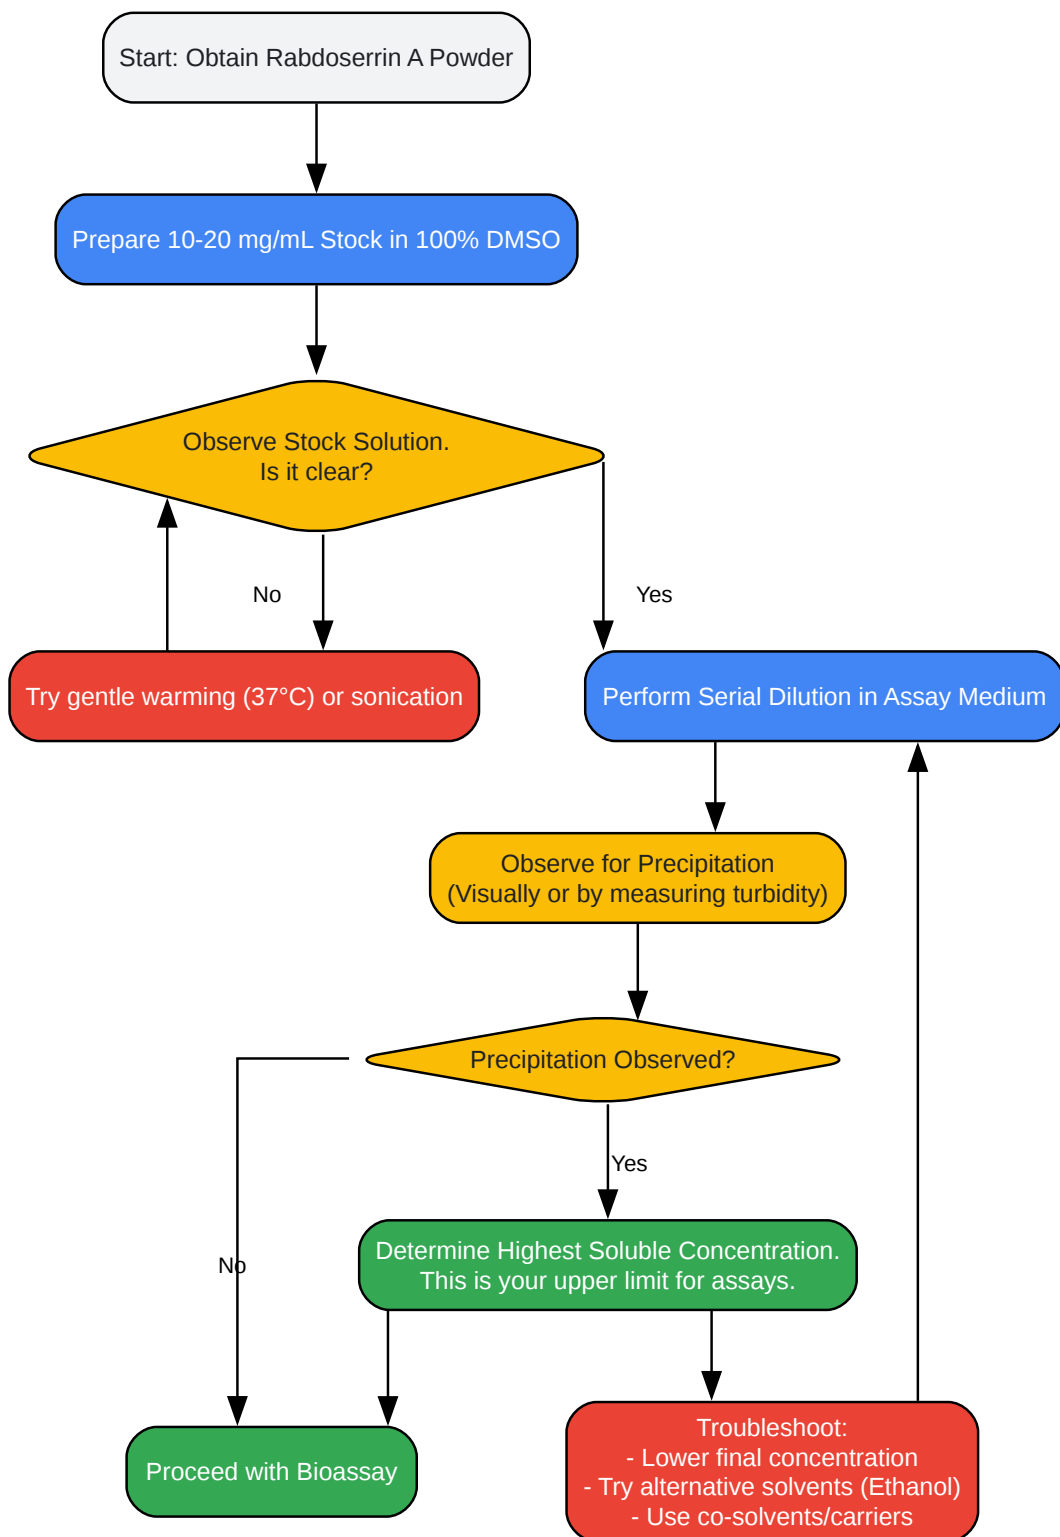 Start: Obtain Rabdoserrin A Powder
Prepare 10-20 mg/mL Stock in 100% DMSO
Observe Stock Solution.
Is it clear?
No
Yes
Try gentle warming (37°C) or sonication
Perform Serial Dilution in Assay Medium
Observe for Precipitation
(Visually or by measuring turbidity)
Precipitation Observed?
Yes
Determine Highest Soluble Concentration.
This is your upper limit for assays.
No
Proceed with Bioassay
Troubleshoot:
- Lower final concentration
- Try alternative solvents (Ethanol)
- Use co-solvents/carriers